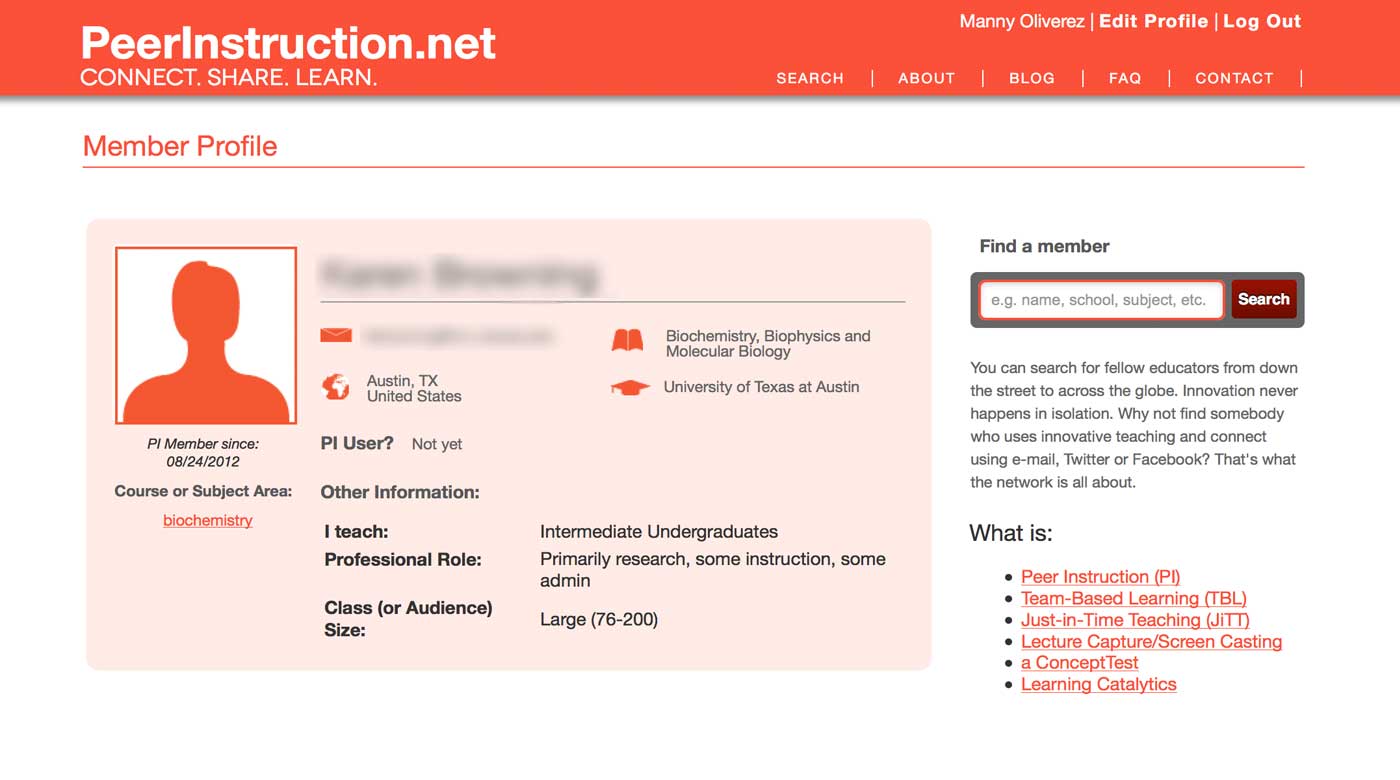 PeerInstruction.net
CONNECT. SHARE. LEARN.
Manny Oliverez | Edit Profile | Log Out
SEARCH | ABOUT | BLOG | FAQ | CONTACT |
Member Profile
PI Member since:
08/24/2012
Course or Subject Area:
biochemistry
Austin, TX
United States
Biochemistry, Biophysics and
Molecular Biology
University of Texas at Austin
PI User? Not yet
Other Information:
I teach: Intermediate Undergraduates
Professional Role: Primarily research, some instruction, some
admin
Class (or Audience)
Size: Large (76-200)
Find a member
e.g. name, school, subject, etc. Search
You can search for fellow educators from down
the street to across the globe. Innovation never
happens in isolation. Why not find somebody
who uses innovative teaching and connect
using e-mail, Twitter or Facebook? That's what
the network is all about.
What is:
• Peer Instruction (PI)
• Team-Based Learning (TBL)
• Just-in-Time Teaching (JiTT)
• Lecture Capture/Screen Casting
• a ConceptTest
• Learning Catalytics